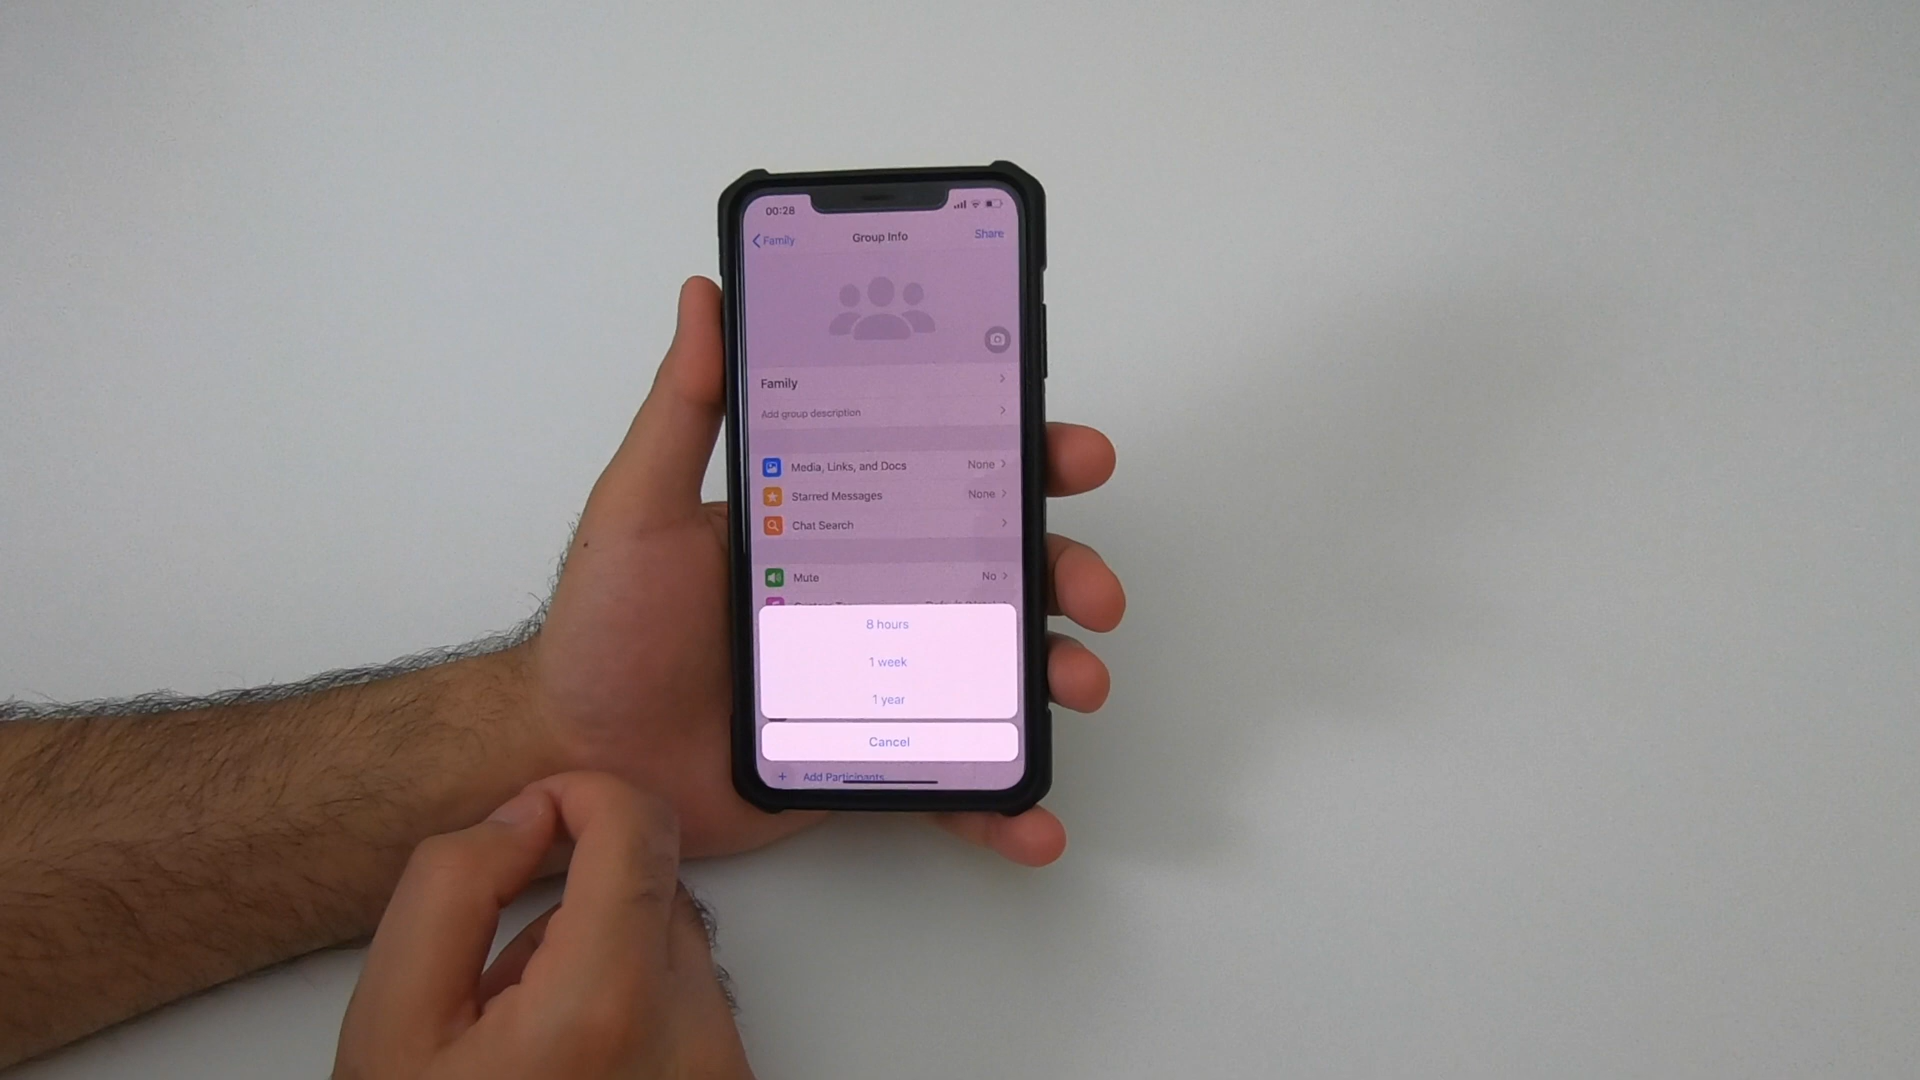 00:28
Family
Group Info
Share
Family
Add group description
Media, Links, and Docs
None
Starred Messages
None
Chat Search
Mute
No
8 hours
1 week
1 year
Cancel
+ Add Participants